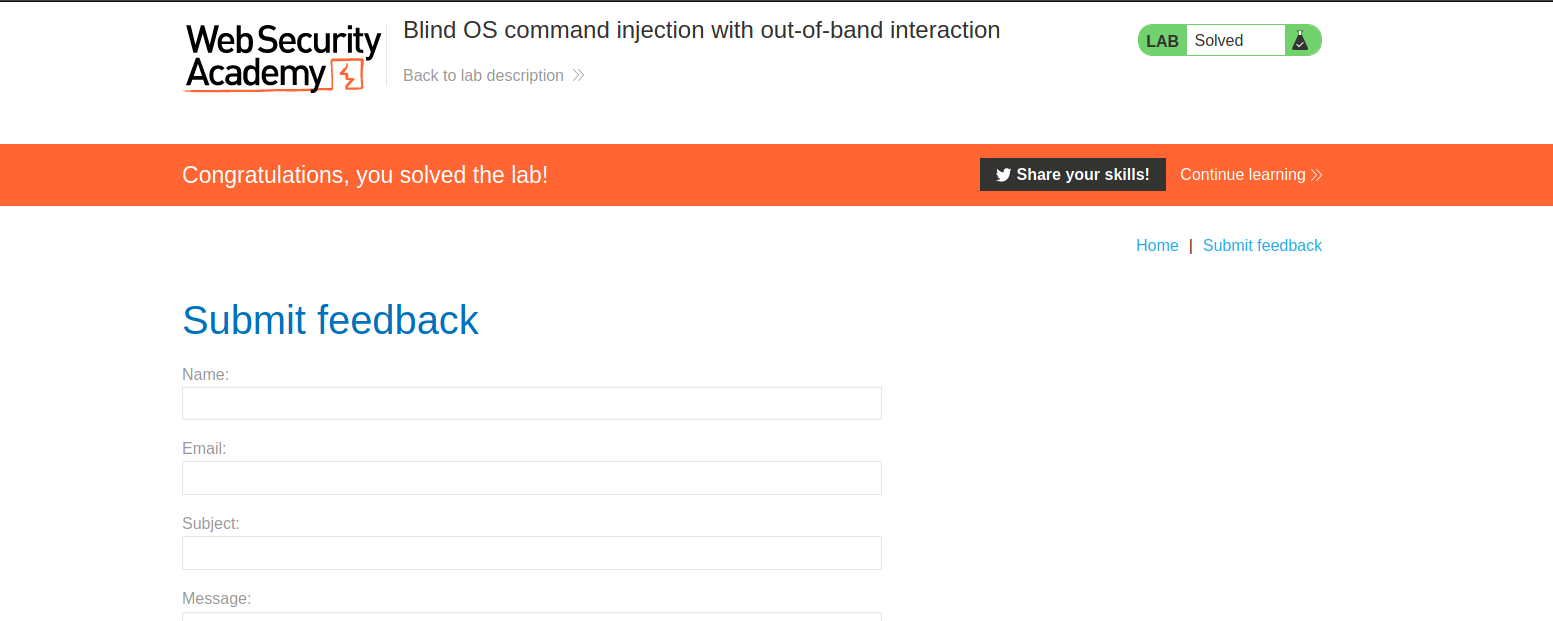 Web Security
Academy
Blind OS command injection with out-of-band interaction
Back to lab description
LAB Solved
Congratulations, you solved the lab!
Share your skills!
Continue learning
Home | Submit feedback
Submit feedback
Name:
Email:
Subject:
Message: